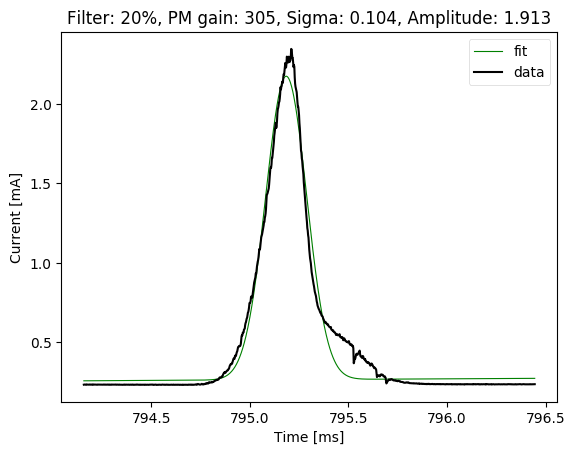 Filter: 20%, PM gain: 305, Sigma: 0.104, Amplitude: 1.913
fit
data
2.0
1.5
1.0
0.5
Current [mA]
794.5 795.0 795.5 796.0 796.5
Time [ms]